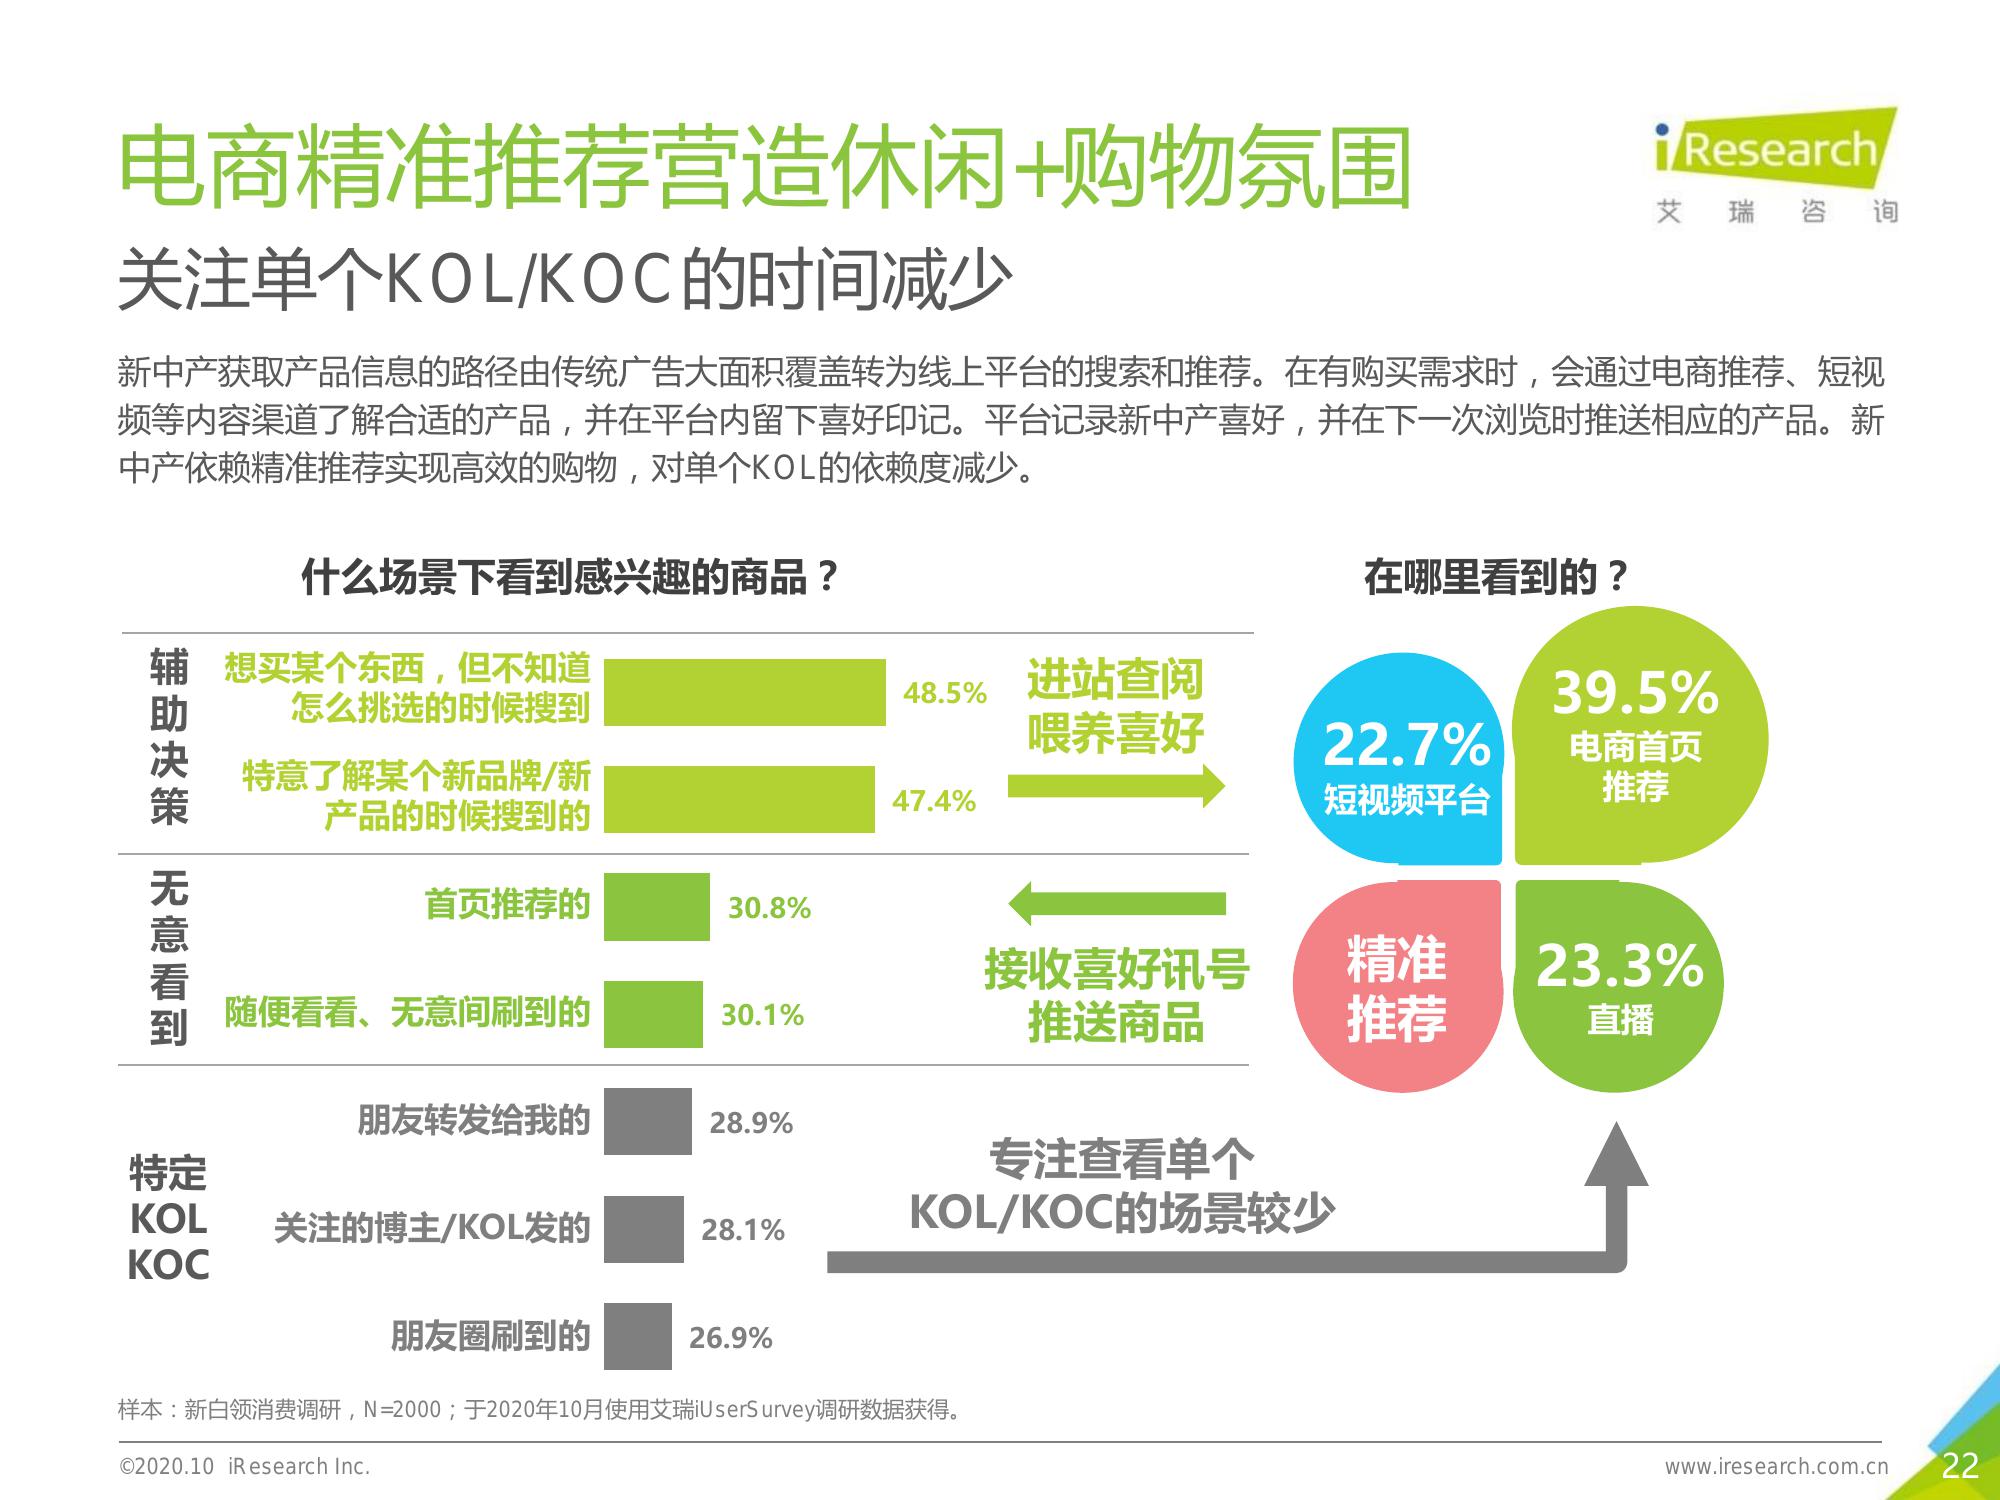 电商精准推荐营造休闲+购物氛围
iResearch
艾瑞咨询
关注单个KOL/KOC的时间减少
新中产获取产品信息的路径由传统广告大面积覆盖转为线上平台的搜索和推荐。在有购买需求时，会通过电商推荐、短视
频等内容渠道了解合适的产品，并在平台内留下喜好印记。平台记录新中产喜好，并在下一次浏览时推送相应的产品。新
中产依赖精准推荐实现高效的购物，对单个KOL的依赖度减少。
什么场景下看到感兴趣的商品？
辅助决策
想买某个东西，但不知道
怎么挑选的时候搜到
48.5%
特意了解某个新品牌/新
产品的时候搜到的
47.4%
进站查阅
喂养喜好
无意看到
首页推荐的
30.8%
随便看看、无意间刷到的
30.1%
接收喜好讯号
推送商品
特定
KOL
KOC
朋友转发给我的
28.9%
关注的博主/KOL发的
28.1%
朋友圈刷到的
26.9%
专注查看单个
KOL/KOC的场景较少
在哪里看到的？
22.7%
短视频平台
39.5%
电商首页
推荐
精准
推荐
23.3%
直播
样本：新白领消费调研，N=2000；于2020年10月使用艾瑞iUserSurvey调研数据获得。
©2020.10 iResearch Inc.
www.iresearch.com.cn
22